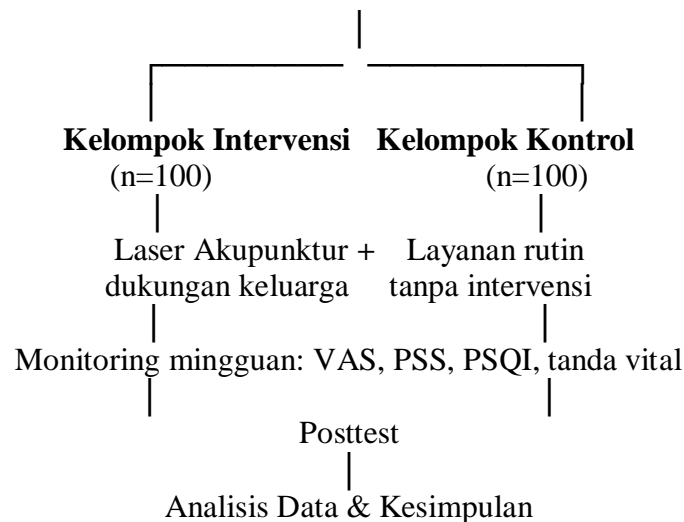 Kelompok Intervensi Kelompok Kontrol
(n=100) (n=100)
Laser Akupunktur + Layanan rutin
dukungan keluarga tanpa intervensi
Monitoring mingguan: VAS, PSS, PSQI, tanda vital
Posttest
Analisis Data & Kesimpulan